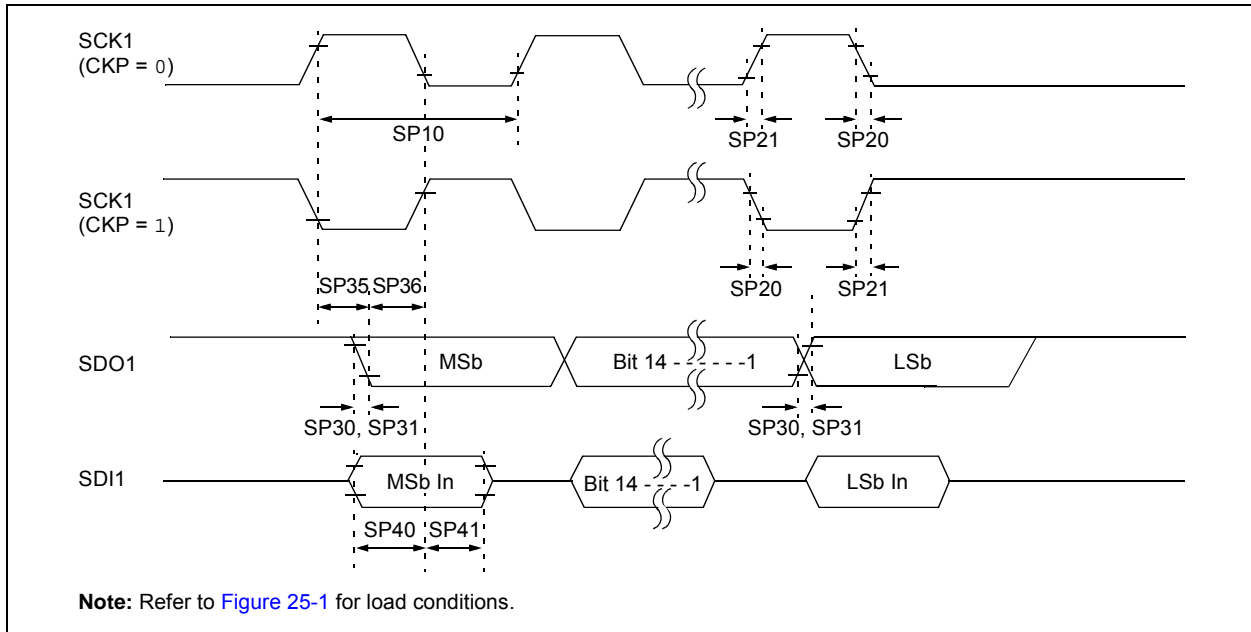 SCK1
(CKP = 0)
SP10
SP21
SP20
SCK1
(CKP = 1)
SP35 SP36
SP20
SP21
SDO1
MSb
Bit 14 - - - - - -1
LSb
SP30, SP31
SP30, SP31
SDI1
MSb In
Bit 14 - - - -1
LSb In
SP40
SP41
Note: Refer to Figure 25-1 for load conditions.